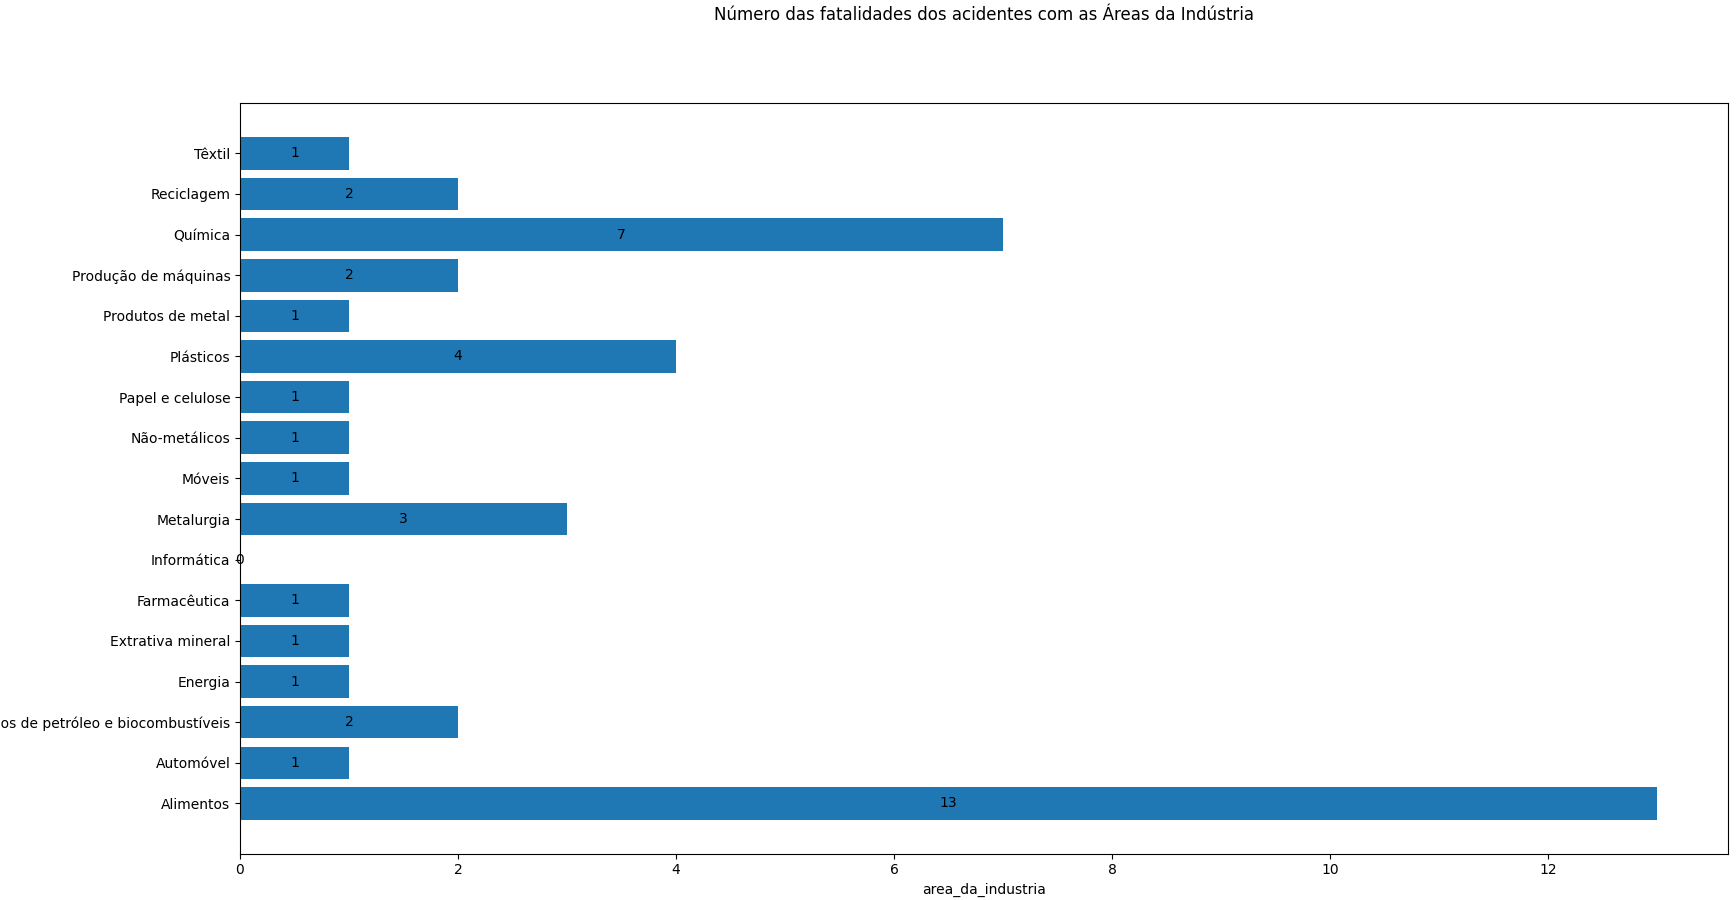 Número das fatalidades dos acidentes com as Áreas da Indústria
Têxtil
1
Reciclagem
2
Química
7
Produção de máquinas
2
Produtos de metal
1
Plásticos
4
Papel e celulose
1
Não-metálicos
1
Móveis
1
Metalurgia
3
Informática
0
Farmacêutica
1
Extrativa mineral
1
Energia
1
os de petróleo e biocombustíveis
2
Automóvel
1
Alimentos
13
0 2 4 6 8 10 12
area_da_industria